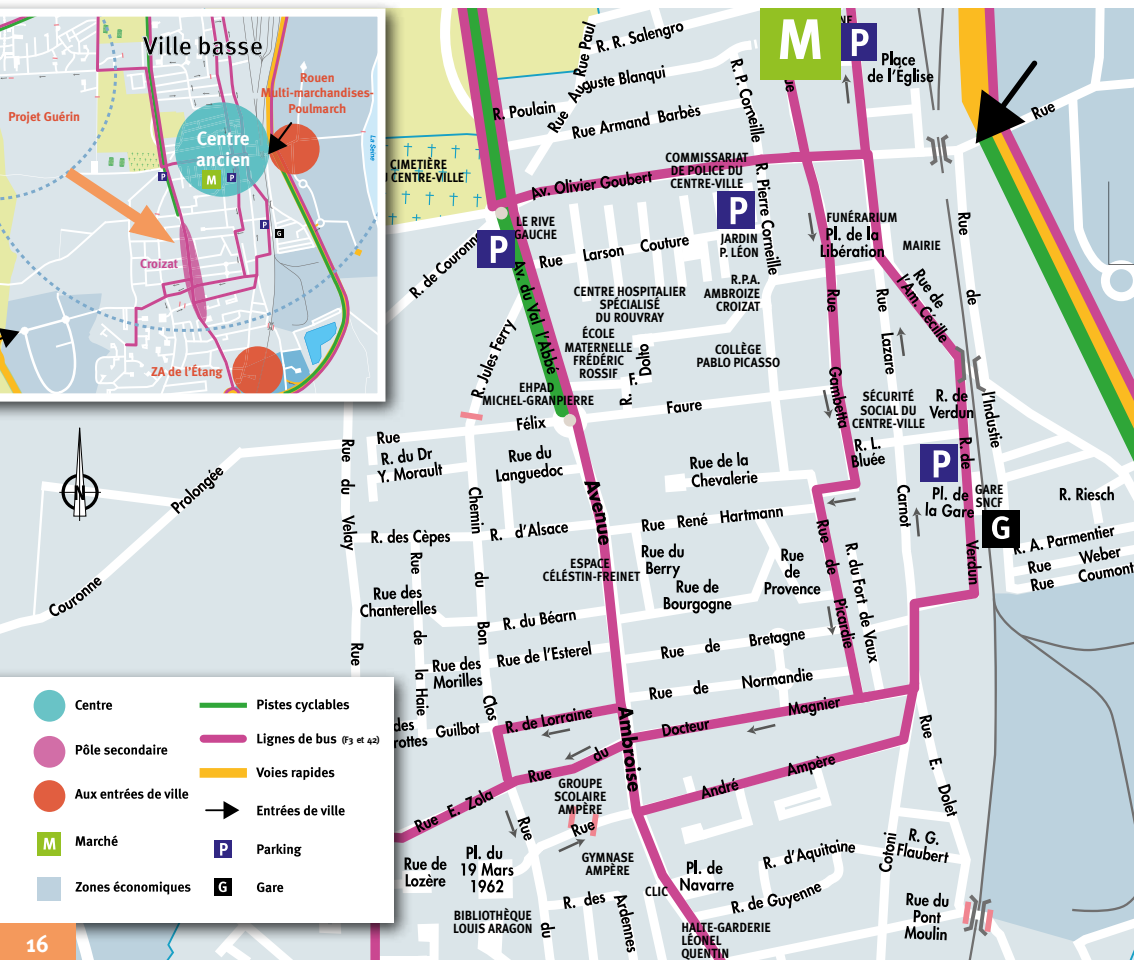 Ville basse
Rouen
Multi-marchandises-
Poulmarch
Projet Guérin
Centre
ancien
M
P
P
La Seine
P
G
Croizat
ZA de l'Étang
M
P
Place
de l'Église
Rue Paul
R. R. Salengro
Auguste Blanqui
Rue
R. Poulain
Rue Armand Barbès
R. P. Corneille
Rue
CIMETIÈRE
CENTRE-VILLE
COMMISSARIAT
DE POLICE DU
CENTRE-VILLE
Av. Olivier Goubert
R. Pierre Corneille
P
P
LE RIVE
GAUCHE
R. de Couronne
Rue Larson Couture
JARDIN
P. LÉON
FUNÉRARIUM
Pl. de la
Libération
MAIRIE
Rue de
l'Am. Cécille
Rue de
l'Industie
Av. du Val l'Abbé
CENTRE HOSPITALIER
SPÉCIALISÉ
DU ROUVRAY
R.P.A.
AMBROIZE
CROIZAT
Rue
Gambetta
Rue
Lazare
Carnot
R. Jules Ferry
ÉCOLE
MATERNELLE
FRÉDÉRIC
ROSSIF
R. F. Dolto
COLLÈGE
PABLO PICASSO
EHPAD
MICHEL-GRANPIERRE
SÉCURITÉ
SOCIAL DU
CENTRE-VILLE
R. de
Verdun
Rue
Félix Faure
R. du Dr
Y. Morault
Rue du
Languedoc
Rue de la
Chevalerie
R. L.
Bluée
P
R. de
Verdun
Pl. de
la Gare
GARE
SNCF
G
R. Riesch
Prolongée
Couronne
Rue du Velay
Rue
Chemin du Bon Clos
Avenue
Ambroise
R. des Cèpes
R. d'Alsace
Rue René Hartmann
R. A. Parmentier
Rue Weber
Rue Coumont
ESPACE
CÉLESTIN-FREINET
Rue du
Berry
Rue
de
Provence
Rue de Picardie
R. du Fort de Vaux
Rue des
Chanterelles
Rue de la Haie
Rue de
Bourgogne
R. du Béarn
Rue de Bretagne
Rue de l'Esterel
Rue des
Morilles
Rue de Normandie
Guilbot
R. de Lorraine
Docteur Magnier
Rue du
Rue E. Zola
André Ampère
GROUPE
SCOLAIRE
AMPÈRE
Rue
Rue
du
Rue E. Dolet
Cotoni
R. G.
Flaubert
Rue de
Lozère
Pl. du
19 Mars
1962
GYMNASE
AMPÈRE
CLIC
Pl. de
Navarre
R. d'Aquitaine
R. de Guyenne
R. des Ardennes
BIBLIOTHÈQUE
LOUIS ARAGON
HALTE-GARDERIE
LÉONEL
QUENTIN
Rue du
Pont
Moulin
Centre
Pôle secondaire
Aux entrées de ville
M Marché
Zones économiques
Pistes cyclables
Lignes de bus (F3 et 42)
Voies rapides
Entrées de ville
P Parking
G Gare
16